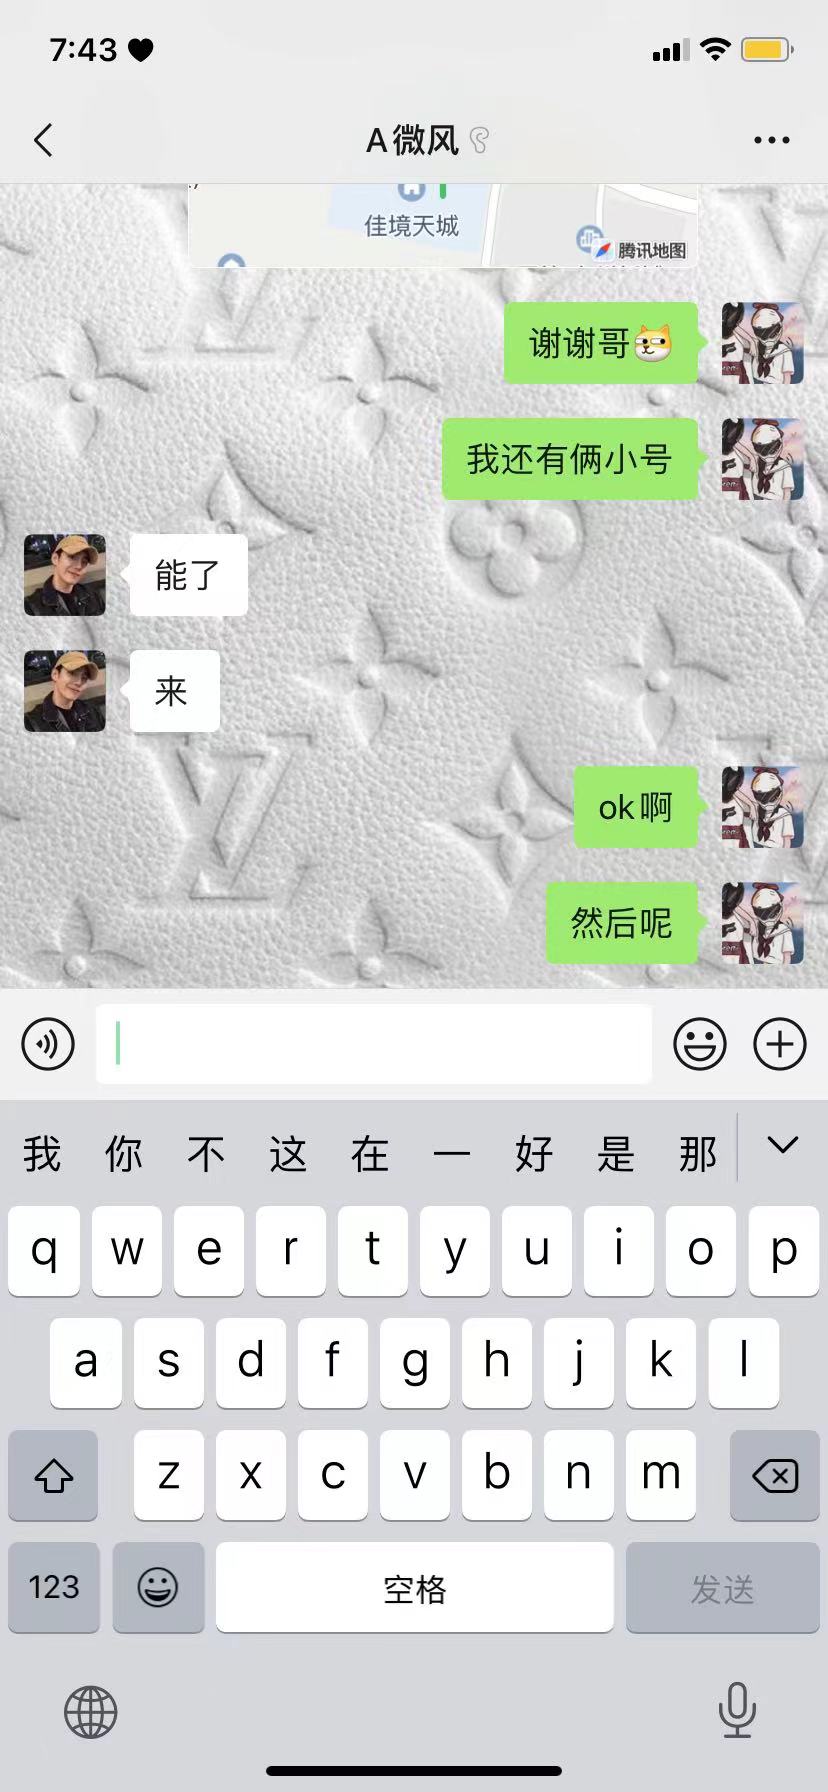 7:43
A微风
佳境天城
腾讯地图
谢谢哥
我还有俩小号
能了
来
ok啊
然后呢
我 你 不 这 在 一 好 是 那
q w e r t y u i o p
a s d f g h j k l
z x c v b n m
123 空格 发送